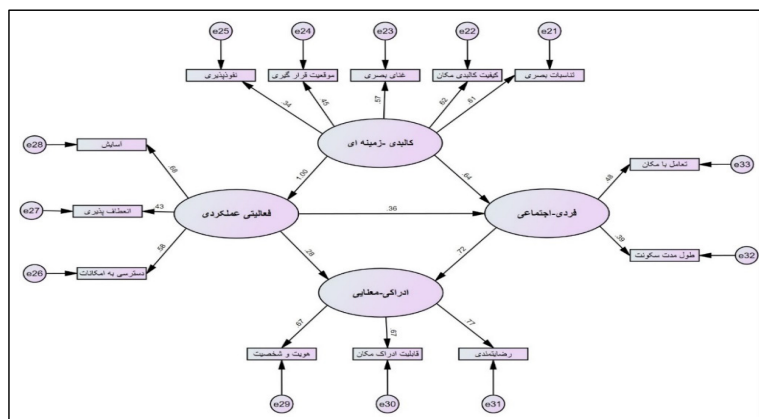 e25
e24
e23
e22
e21
نفوذپذیری
موقعیت قرار گیری
غنای بصری
کیفیت کالبدی مکان
تناسبات بصری
.34
.45
.57
.62
.61
کالبدی -زمینه ای
e28
اسایش
.68
1.00
.64
.48
تعامل با مکان
e33
e27
انعطاف پذیری
.43
فعالیتی عملکردی
.36
فردی-اجتماعی
.39
طول مدت سکونت
e32
e26
دسترسی به امکانات
.58
.28
.72
ادراکی-معنایی
.67
.67
.77
هویت و شخصیت
قابلیت ادراک مکان
رضایتمندی
e29
e30
e31